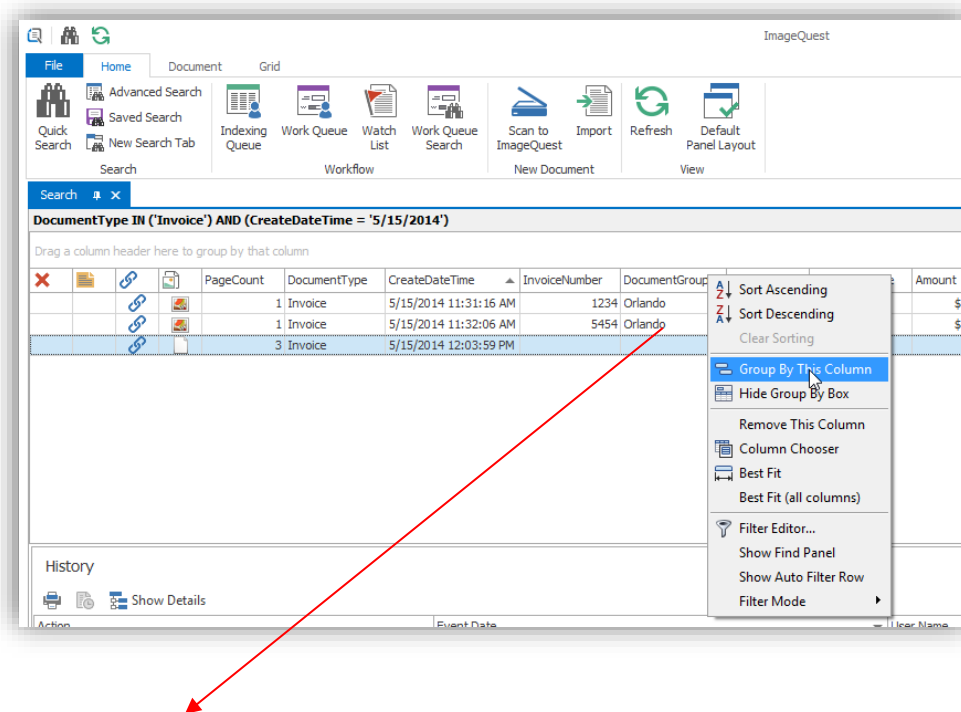 ImageQuest
File Home Document Grid
Quick Search
Advanced Search
Saved Search
New Search Tab
Indexing Queue
Work Queue
Watch List
Work Queue Search
Scan to ImageQuest
Import
Refresh
Default Panel Layout
Search Workflow New Document View
Search
DocumentType IN ('Invoice') AND (CreateDateTime = '5/15/2014')
Drag a column header here to group by that column
PageCount DocumentType CreateDateTime InvoiceNumber DocumentGroup Amount
1 Invoice 5/15/2014 11:31:16 AM 1234 Orlando $
1 Invoice 5/15/2014 11:32:06 AM 5454 Orlando $
3 Invoice 5/15/2014 12:03:59 PM
Sort Ascending
Sort Descending
Clear Sorting
Group By This Column
Hide Group By Box
Remove This Column
Column Chooser
Best Fit
Best Fit (all columns)
Filter Editor...
Show Find Panel
Show Auto Filter Row
Filter Mode
History
Show Details
Action Event Date User Name